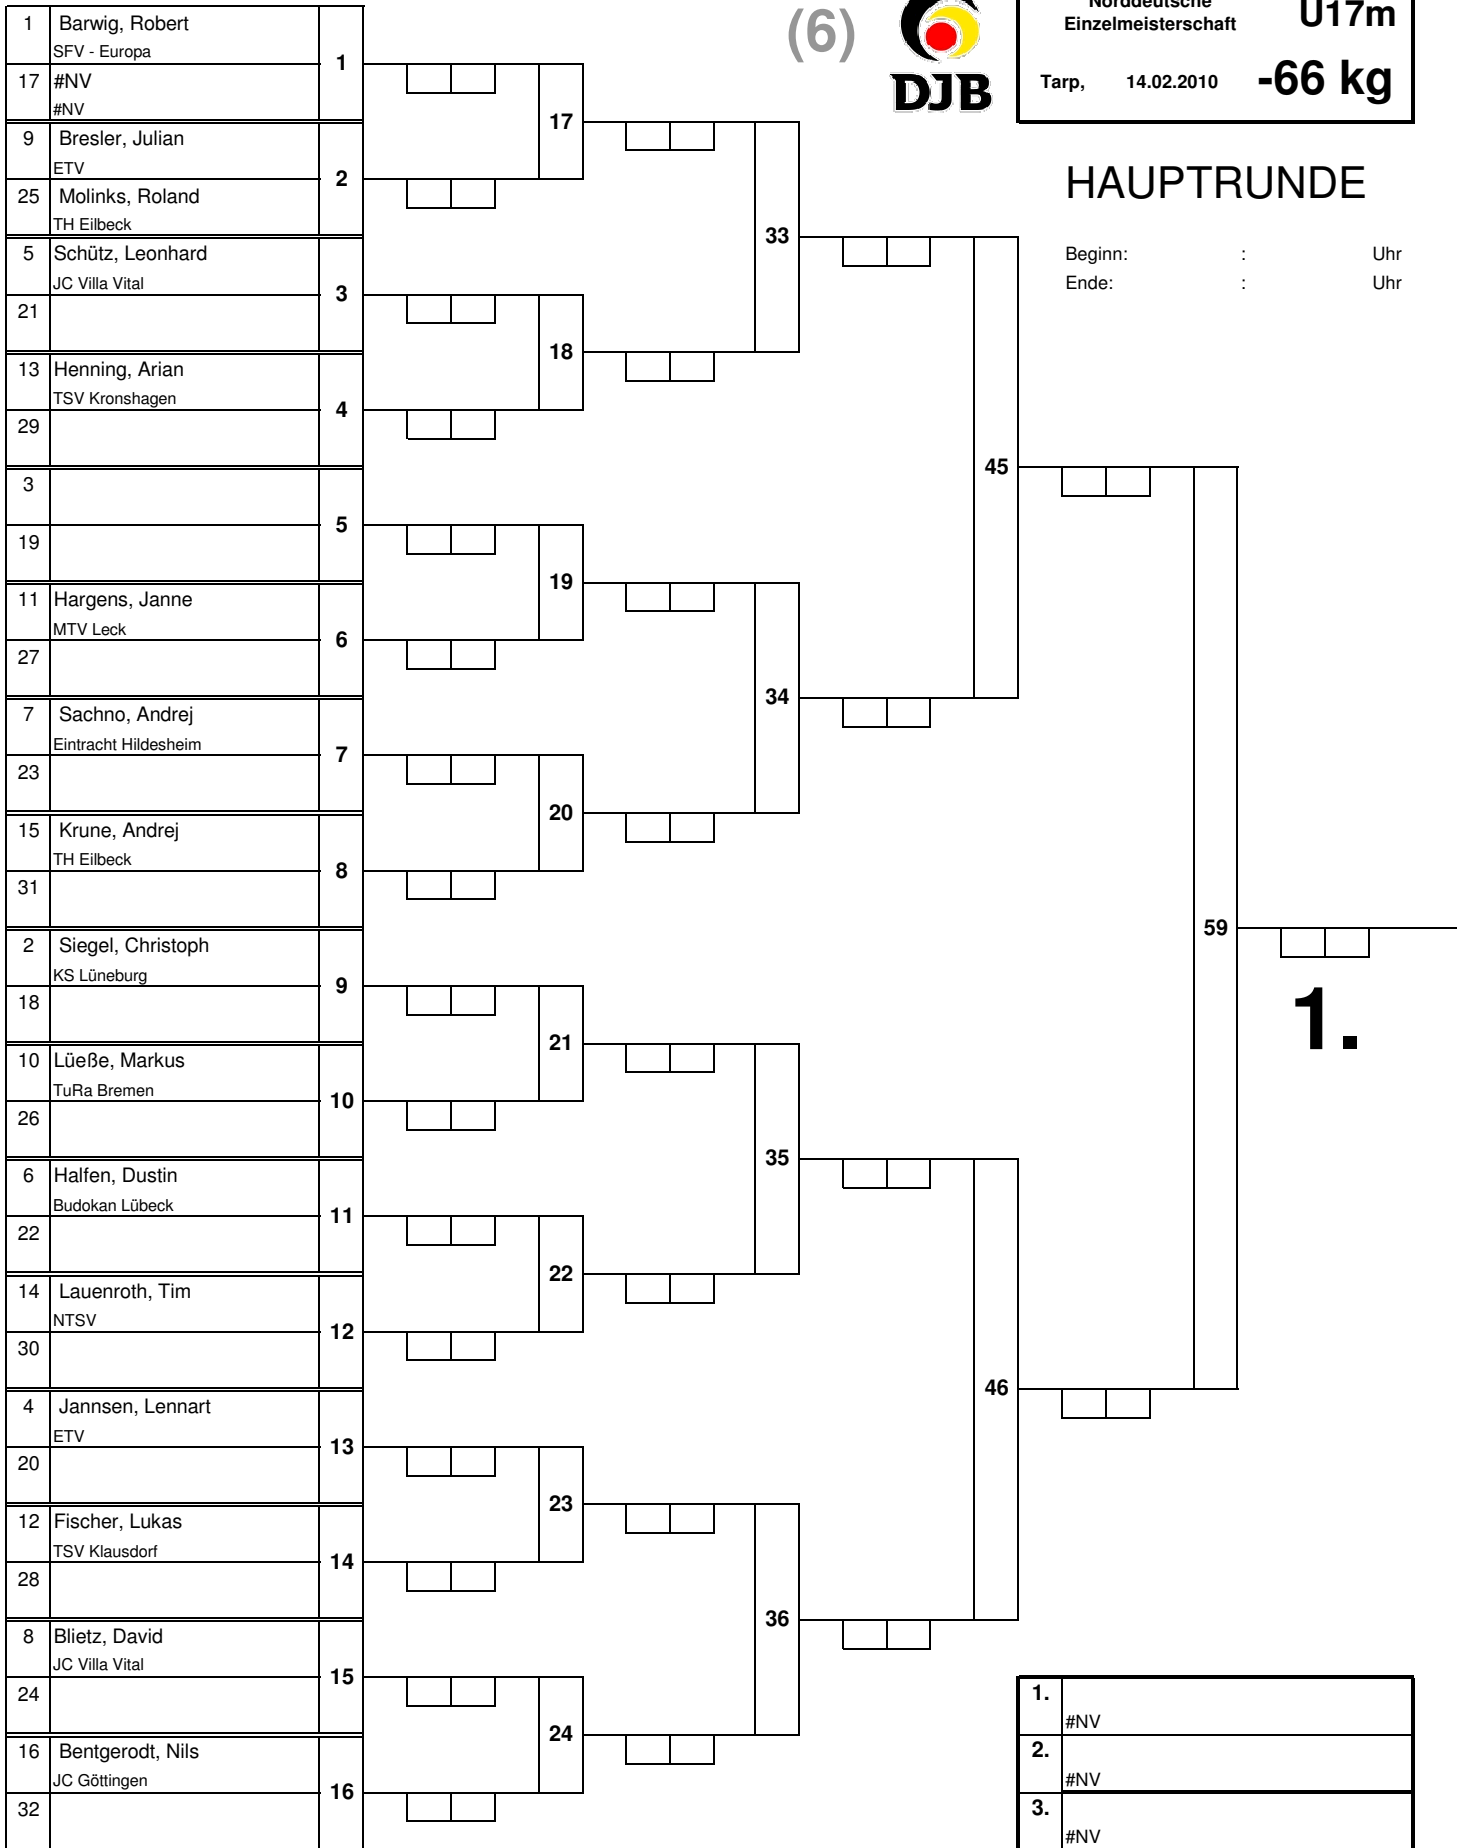 (6)
DJB
Norddeutsche
Einzelmeisterschaft
U17m
Tarp, 14.02.2010 -66 kg
HAUPTRUNDE
Beginn: : Uhr
Ende: : Uhr
1 Barwig, Robert
SFV - Europa
1
17 #NV
#NV
17
9 Bresler, Julian
ETV
2
25 Molinks, Roland
TH Eilbeck
33
5 Schütz, Leonhard
JC Villa Vital
3
21
18
13 Henning, Arian
TSV Kronshagen
4
29
45
3
5
19
19
11 Hargens, Janne
MTV Leck
6
27
34
7 Sachno, Andrej
Eintracht Hildesheim
7
23
20
15 Krune, Andrej
TH Eilbeck
8
31
59
1.
2 Siegel, Christoph
KS Lüneburg
9
18
21
10 Lüeße, Markus
TuRa Bremen
10
26
35
6 Halfen, Dustin
Budokan Lübeck
11
22
22
14 Lauenroth, Tim
NTSV
12
30
46
4 Jannsen, Lennart
ETV
13
20
23
12 Fischer, Lukas
TSV Klausdorf
14
28
36
8 Blietz, David
JC Villa Vital
15
24
24
16 Bentgerodt, Nils
JC Göttingen
16
32
1.
#NV
2.
#NV
3.
#NV